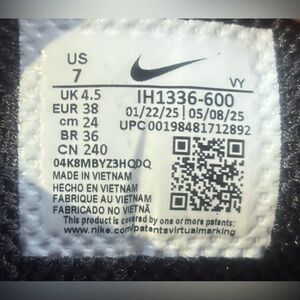 US
7
VY
UK 4.5
EUR 38
cm 24
BR 36
CN 240
IH1336-600
01/22/25 | 05/08/25
UPC 00198481712892
04K8MBYZ3HQDQ
MADE IN VIETNAM
HECHO EN VIETNAM
FABRIQUÉ AU VIETNAM
FABRICADO NO VIETNÃ
This product is covered by one or more patents:
www.nike.com/patentsvirtualmarking